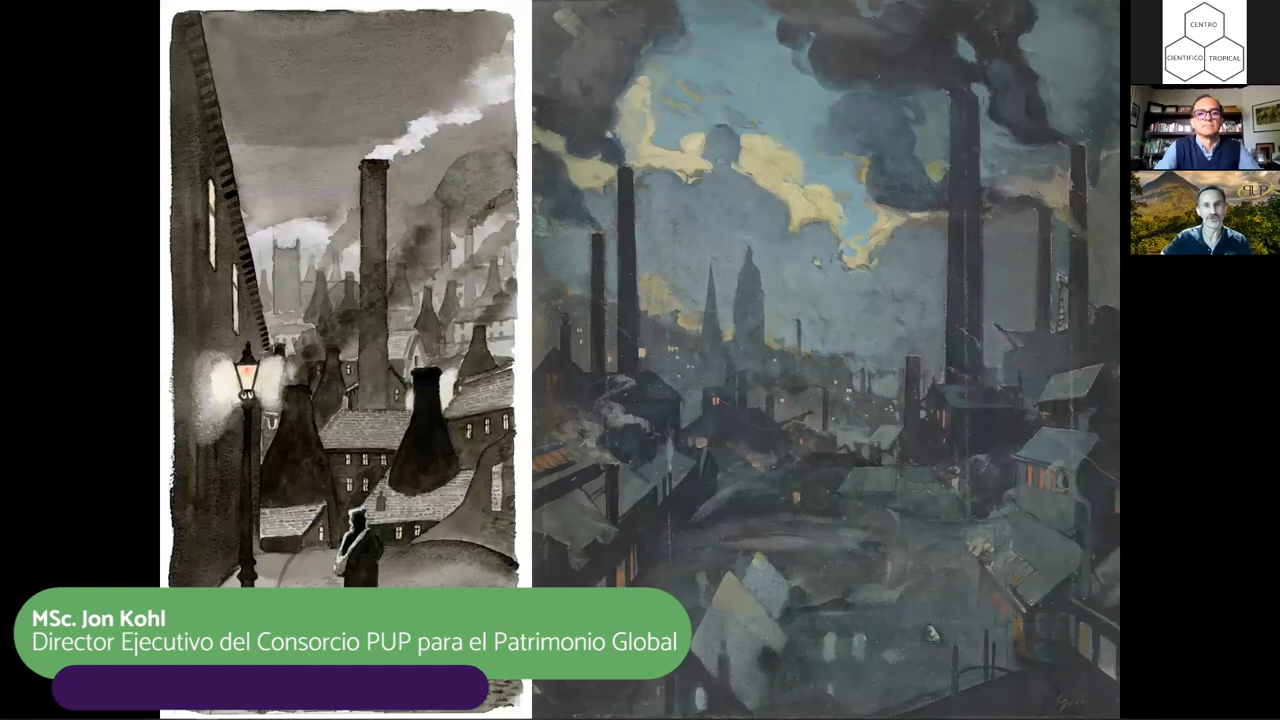 CENTRO
CIENTIFICO TROPICAL
PUP
MSc. Jon Kohl
Director Ejecutivo del Consorcio PUP para el Patrimonio Global